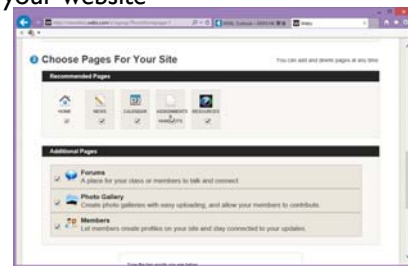 your website
Webs
Choose Pages For Your Site
You can add and delete pages at any time
Recommended Pages
HOME
NEWS
CALENDAR
ASSIGNMENTS
HANDOUTS
RESOURCES
Additional Pages
Forums
A place for your class or members to talk and connect.
Photo Gallery
Create photo galleries with easy uploading, and allow your members to contribute.
Members
Let members create profiles on your site and stay connected to your updates.